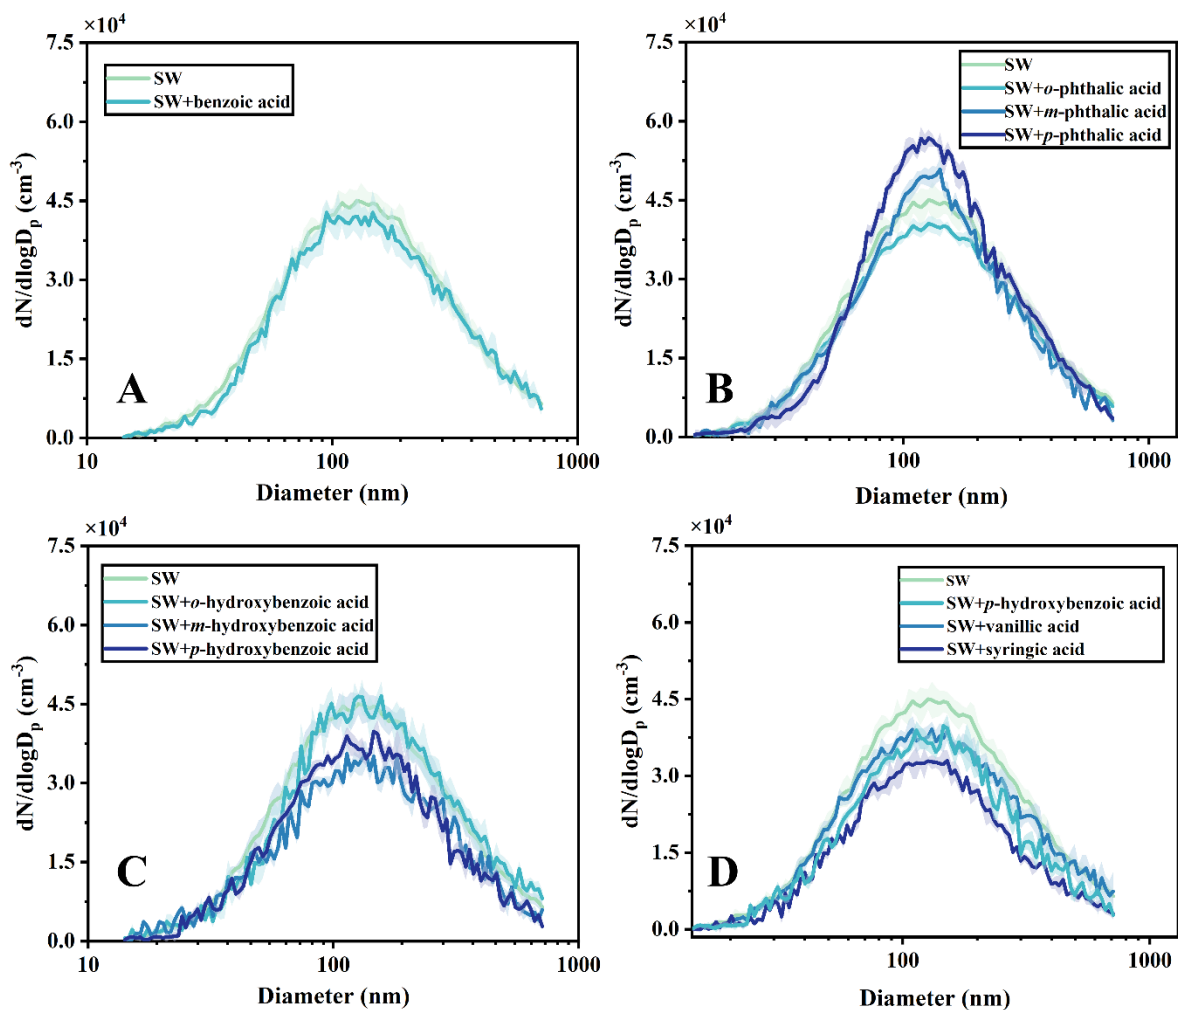 ×10⁴
7.5
6.0
4.5
3.0
1.5
0.0
dN/dlogDₚ (cm⁻³)
SW
SW+benzoic acid
A
10
100
1000
Diameter (nm)
×10⁴
7.5
6.0
4.5
3.0
1.5
0.0
dN/dlogDₚ (cm⁻³)
SW
SW+o-phthalic acid
SW+m-phthalic acid
SW+p-phthalic acid
B
100
1000
Diameter (nm)
×10⁴
7.5
6.0
4.5
3.0
1.5
0.0
dN/dlogDₚ (cm⁻³)
SW
SW+o-hydroxybenzoic acid
SW+m-hydroxybenzoic acid
SW+p-hydroxybenzoic acid
C
10
100
1000
Diameter (nm)
×10⁴
7.5
6.0
4.5
3.0
1.5
0.0
dN/dlogDₚ (cm⁻³)
SW
SW+p-hydroxybenzoic acid
SW+vanillic acid
SW+syringic acid
D
100
1000
Diameter (nm)